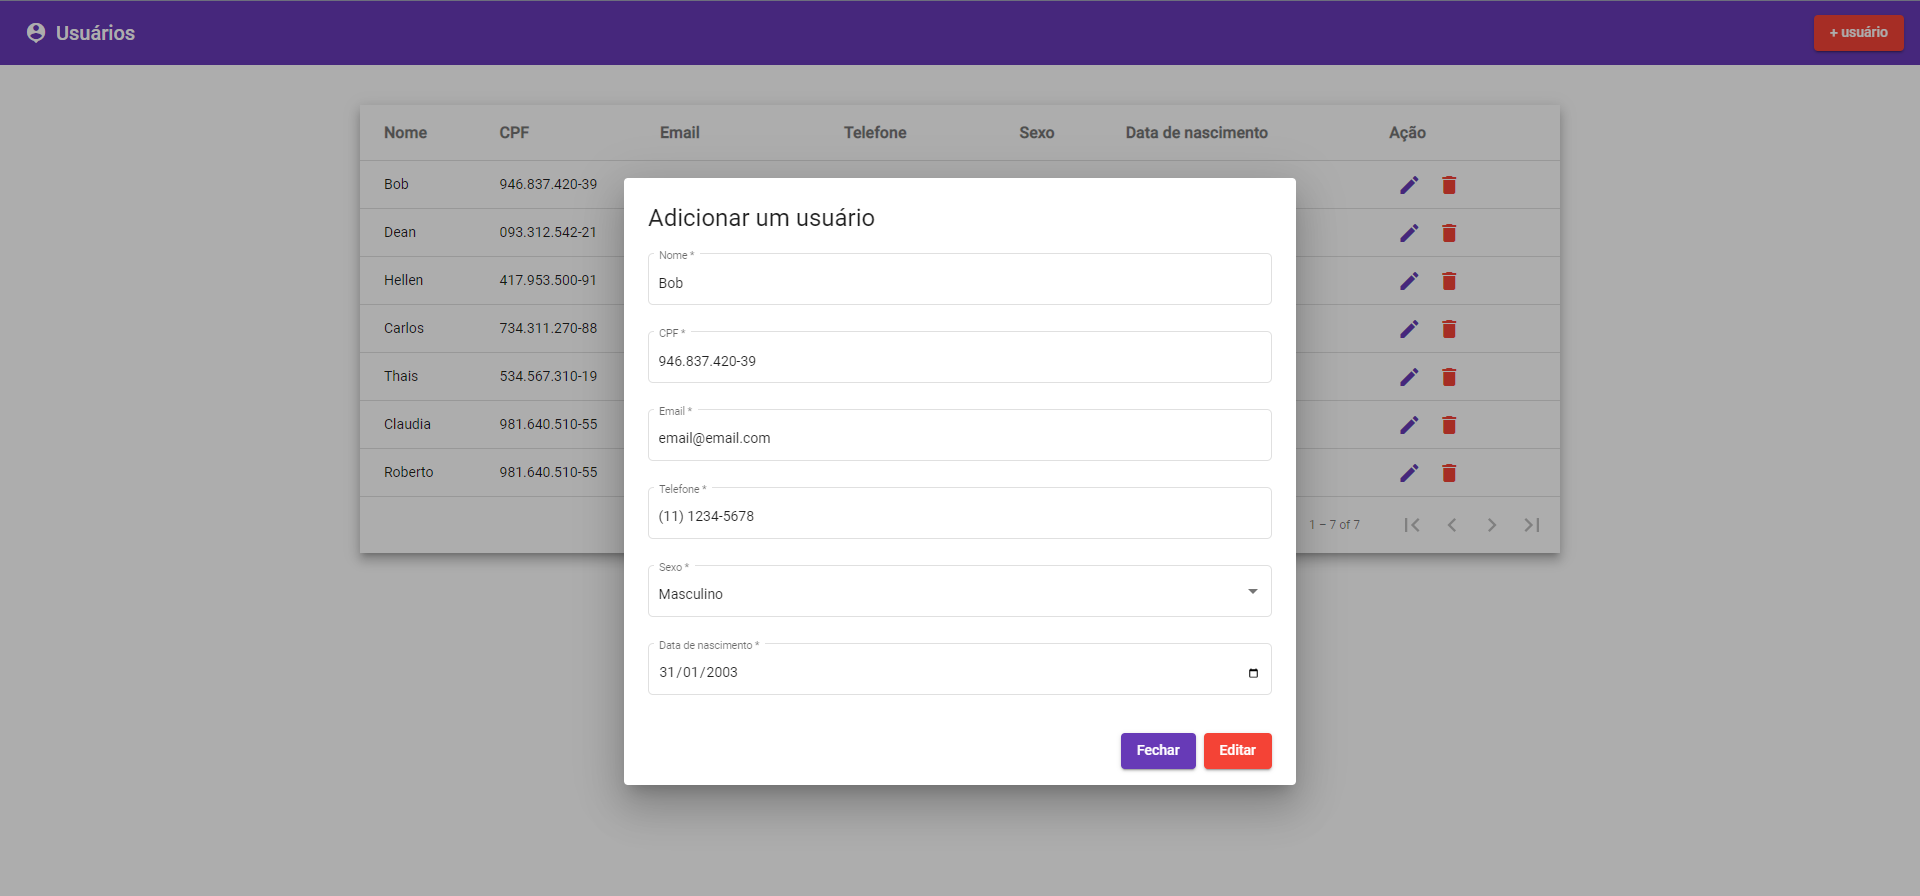 Usuários
+ usuário
Nome CPF Email Telefone Sexo Data de nascimento Ação
Bob 946.837.420-39
Dean 093.312.542-21
Hellen 417.953.500-91
Carlos 734.311.270-88
Thais 534.567.310-19
Claudia 981.640.510-55
Roberto 981.640.510-55
1 – 7 of 7
Adicionar um usuário
Nome *
Bob
CPF *
946.837.420-39
Email *
email@email.com
Telefone *
(11) 1234-5678
Sexo *
Masculino
Data de nascimento *
31/01/2003
Fechar Editar